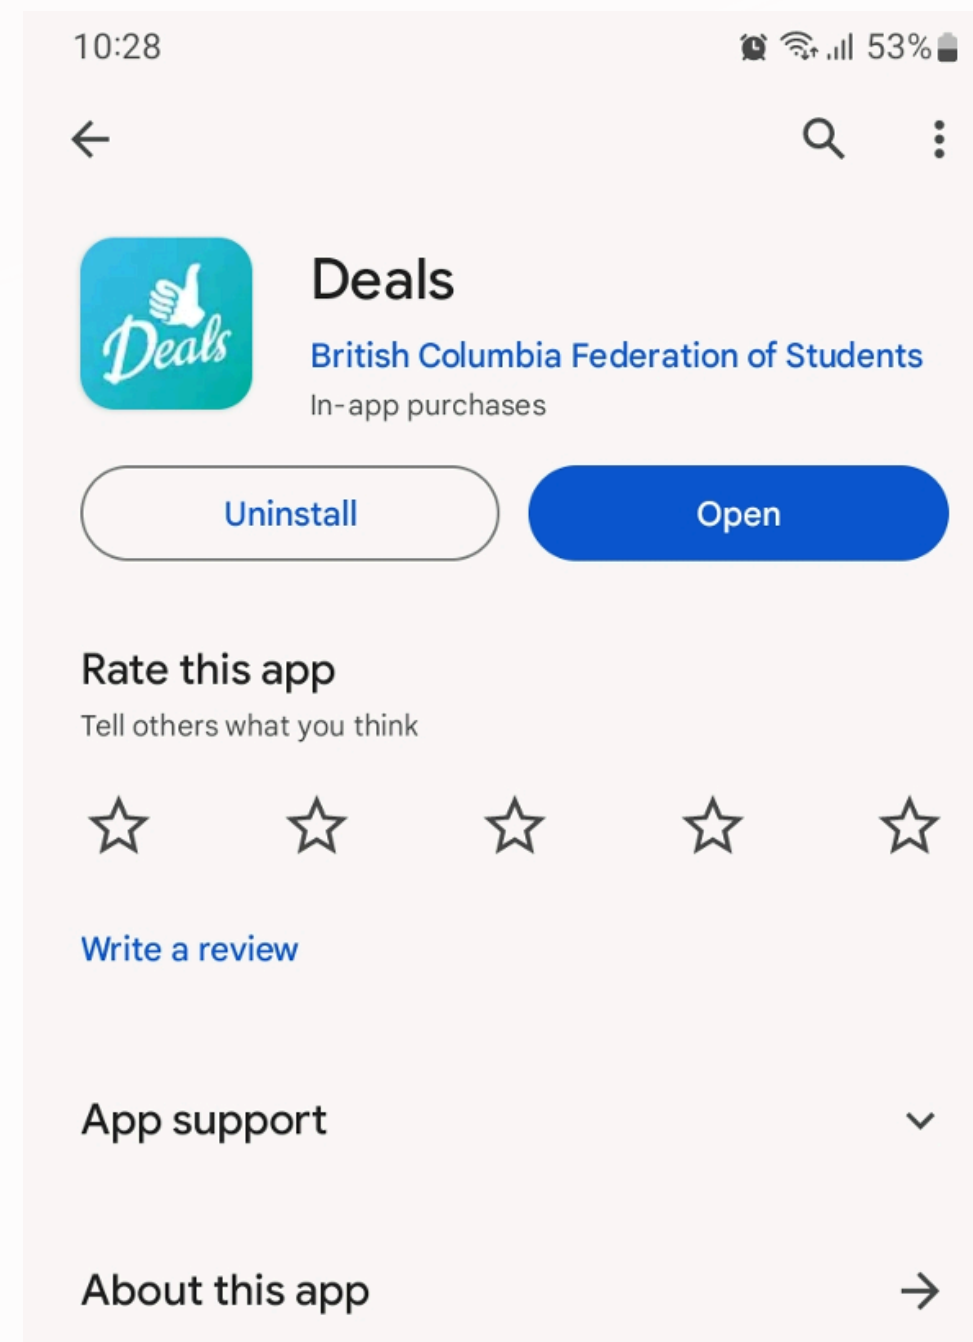 10:28
53%
Deals
Deals
British Columbia Federation of Students
In-app purchases
Uninstall
Open
Rate this app
Tell others what you think
Write a review
App support
About this app